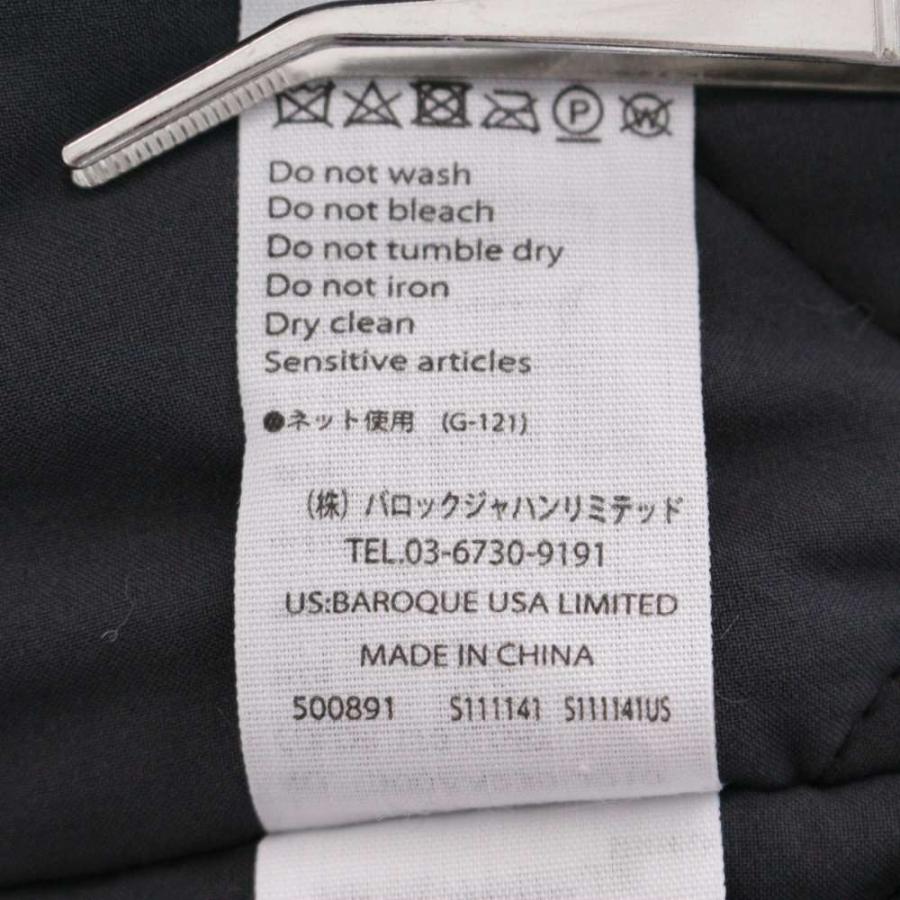 P W
Do not wash
Do not bleach
Do not tumble dry
Do not iron
Dry clean
Sensitive articles
●ネット使用 (G-121)
(株) バロックジャパンリミテッド
TEL.03-6730-9191
US:BAROQUE USA LIMITED
MADE IN CHINA
500891 S111141 S111141US